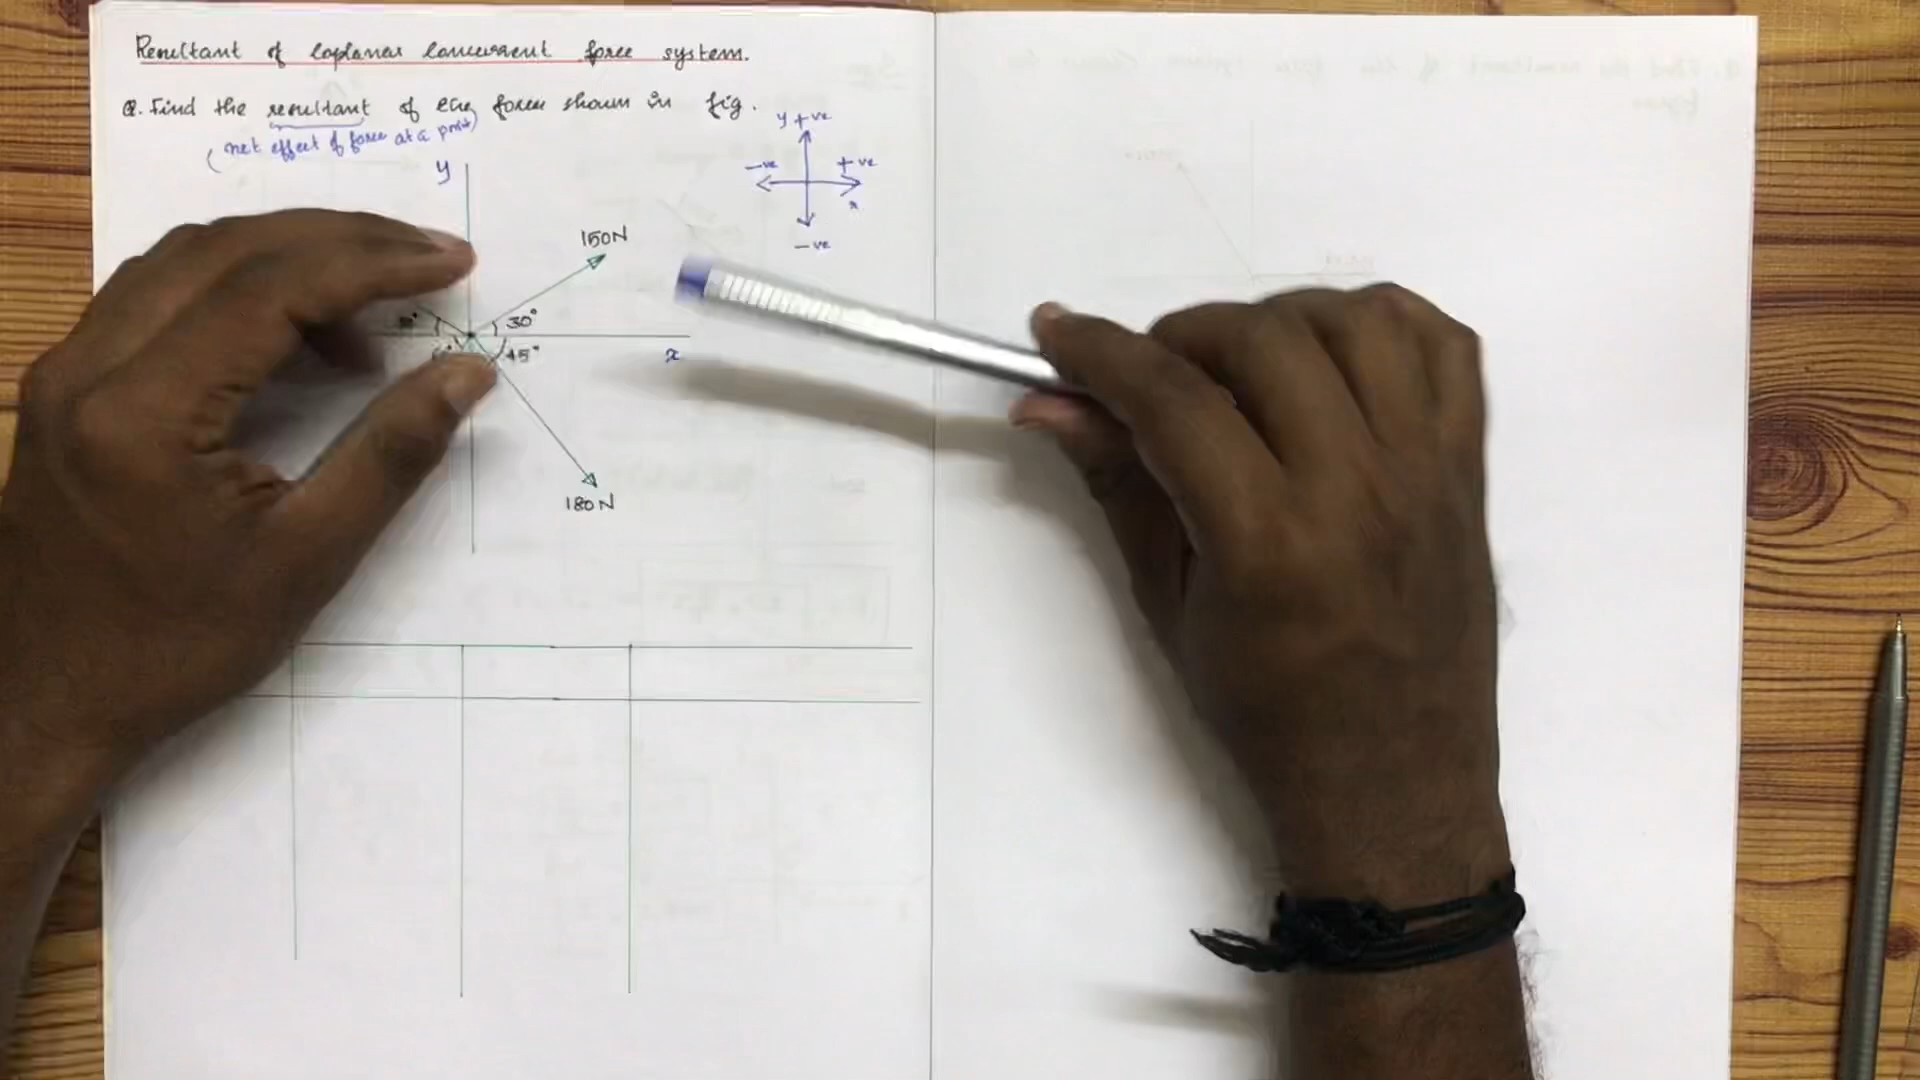 Resultant of Coplanar Concurrent force system.
Q. Find the resultant of the forces shown in fig.
(net effect of force at a point)
y +ve
-ve
+ve
x
-ve
y
150N
30°
45°
x
180N